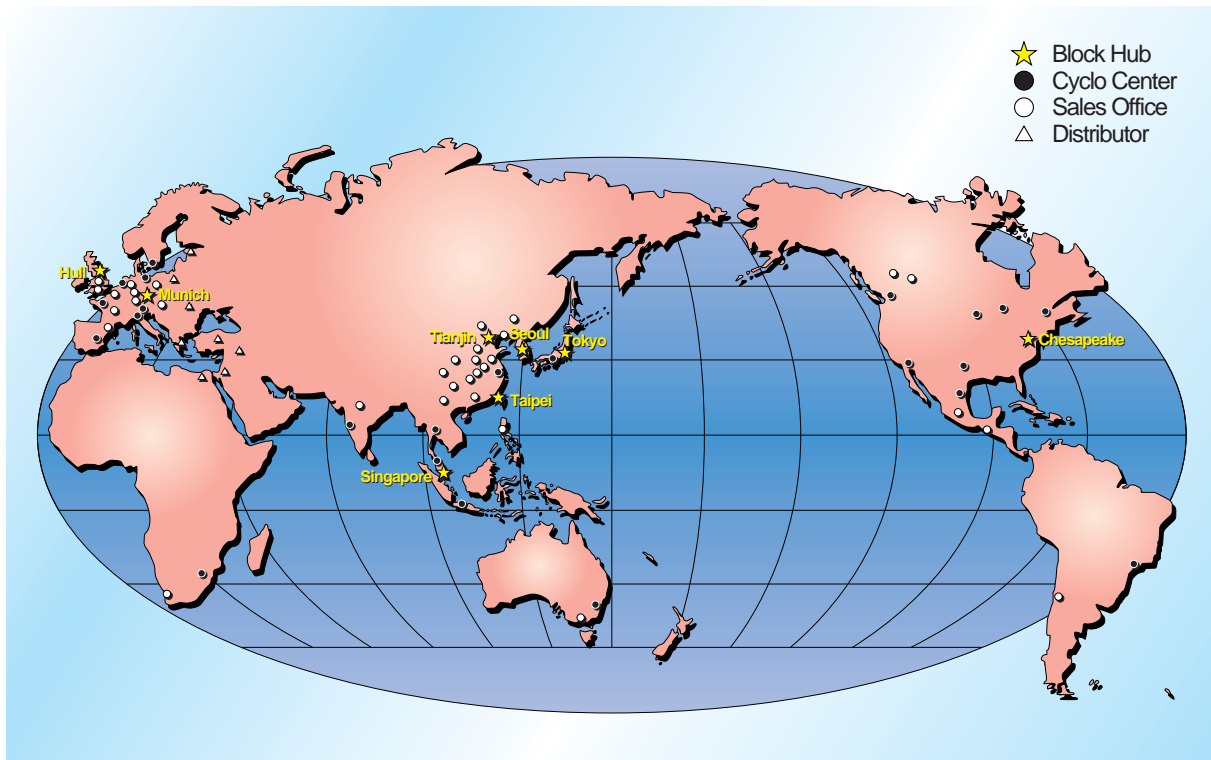 Block Hub
Cyclo Center
Sales Office
Distributor
Hull
Munich
Tianjin
Seoul
Tokyo
Chesapeake
Taipei
Singapore